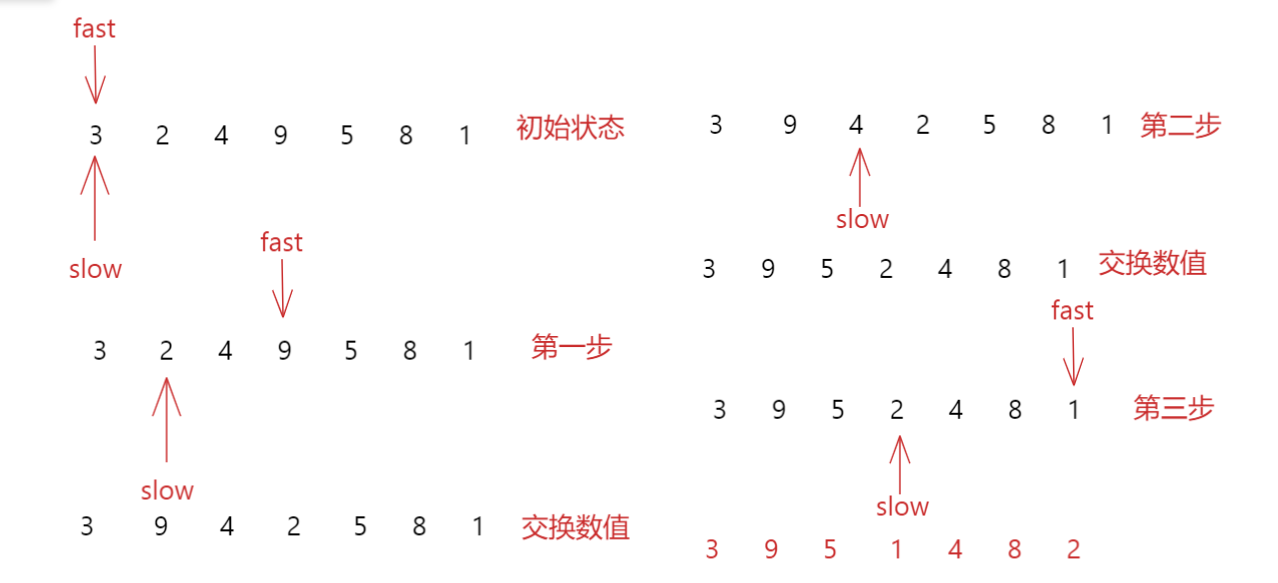 fast
3 2 4 9 5 8 1 初始状态
slow
fast
3 2 4 9 5 8 1 第一步
slow
3 9 4 2 5 8 1 交换数值
3 9 4 2 5 8 1 第二步
slow
3 9 5 2 4 8 1 交换数值
fast
3 9 5 2 4 8 1 第三步
slow
3 9 5 1 4 8 2